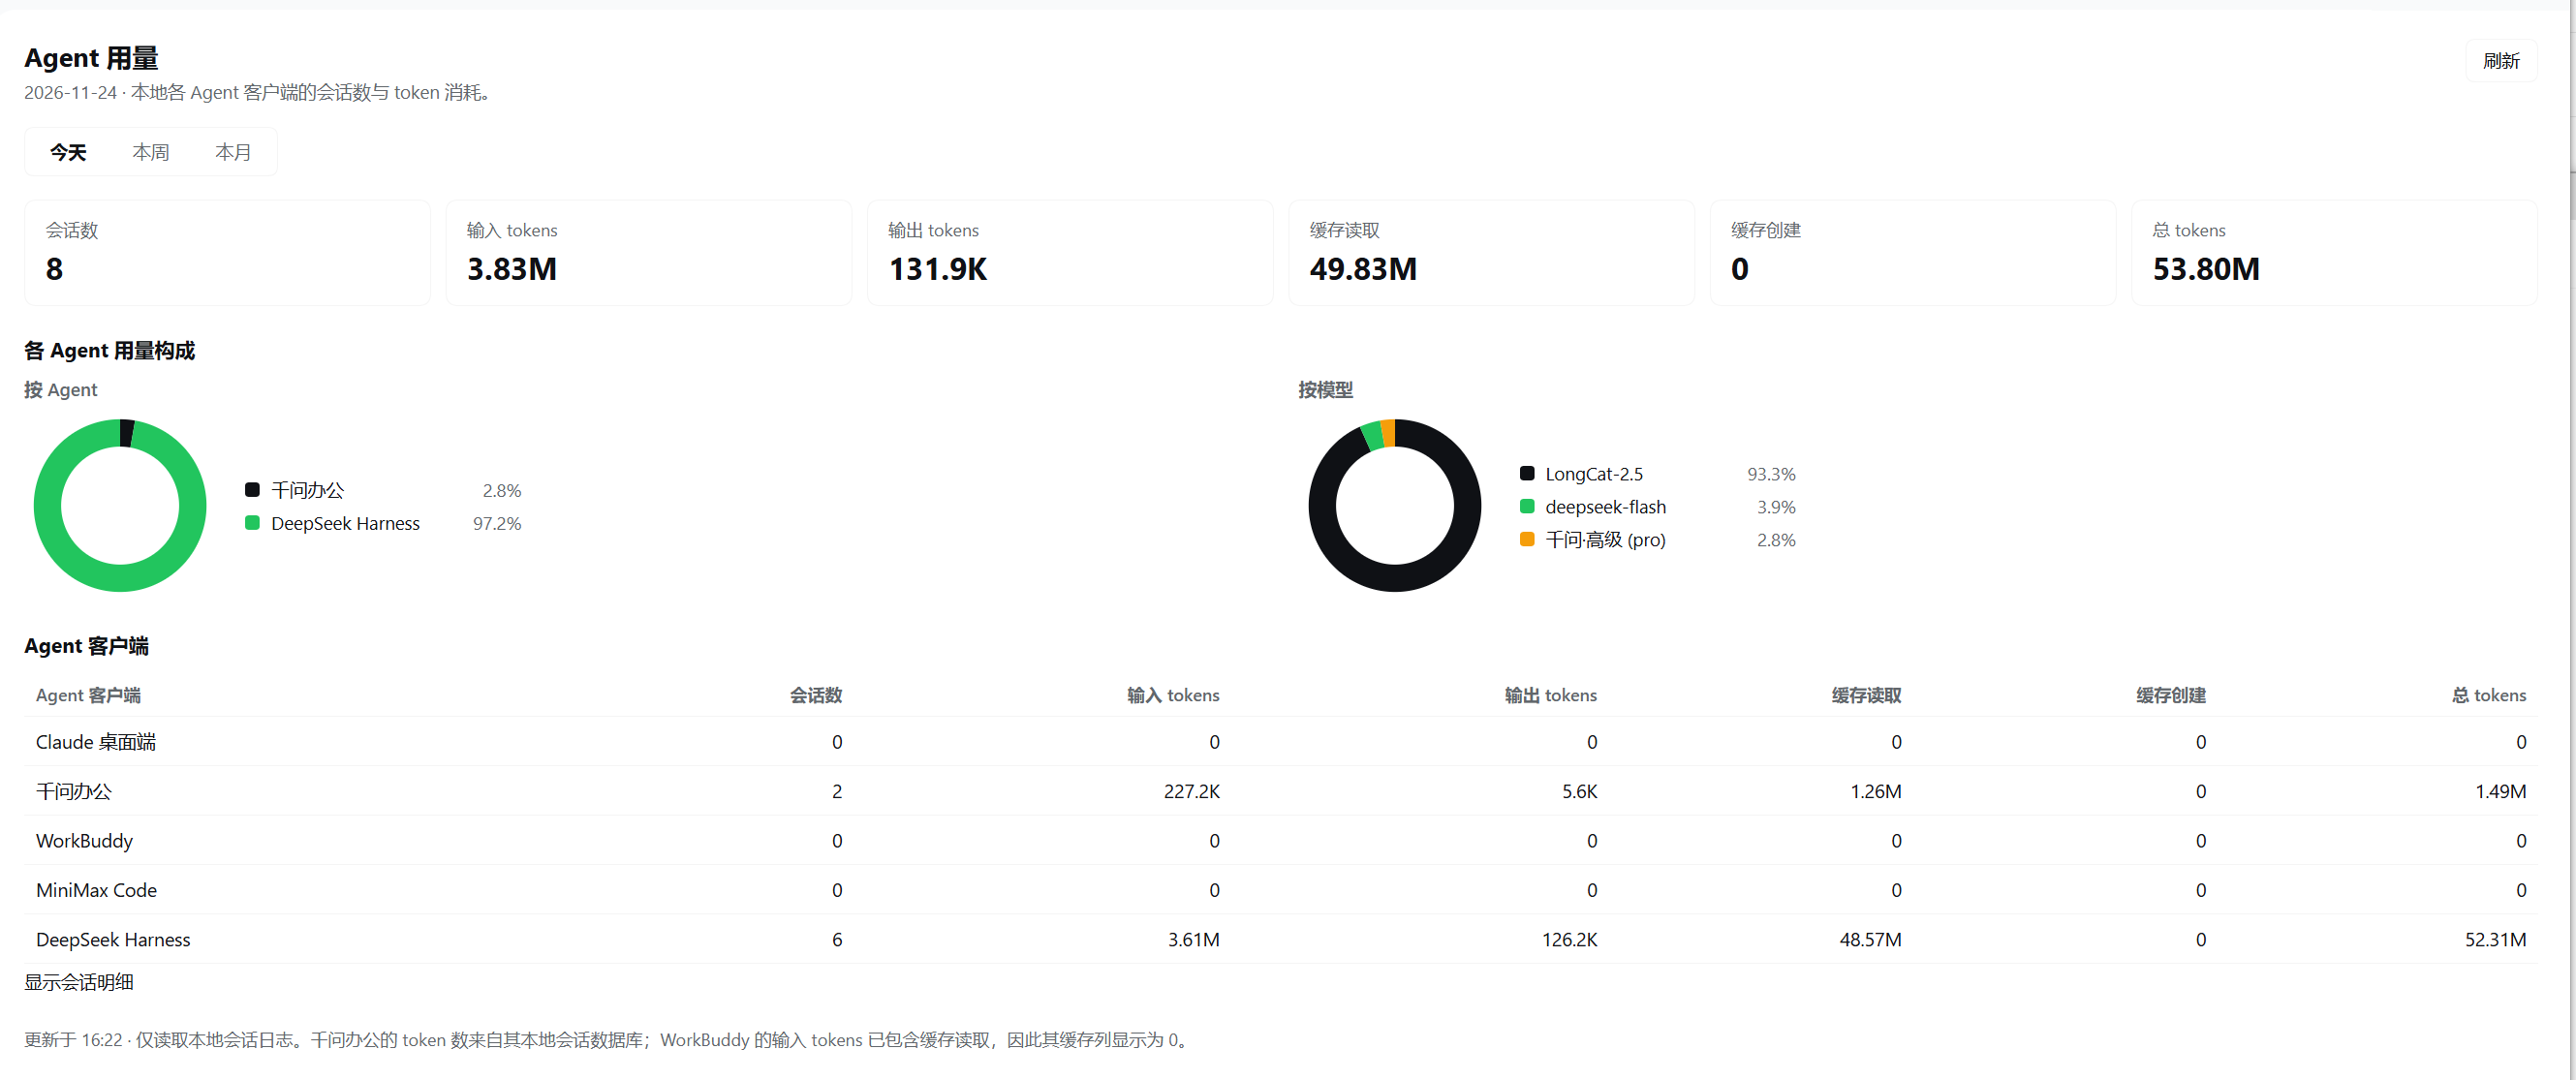 Agent 用量
刷新
2026-11-24 · 本地各 Agent 客户端的会话数与 token 消耗。
今天 本周 本月
会话数 输入 tokens 输出 tokens 缓存读取 缓存创建 总 tokens
8 3.83M 131.9K 49.83M 0 53.80M
各 Agent 用量构成
按 Agent
千问办公 2.8%
DeepSeek Harness 97.2%
按模型
LongCat-2.5 93.3%
deepseek-flash 3.9%
千问·高级 (pro) 2.8%
Agent 客户端
Agent 客户端 会话数 输入 tokens 输出 tokens 缓存读取 缓存创建 总 tokens
Claude 桌面端 0 0 0 0 0 0
千问办公 2 227.2K 5.6K 1.26M 0 1.49M
WorkBuddy 0 0 0 0 0 0
MiniMax Code 0 0 0 0 0 0
DeepSeek Harness 6 3.61M 126.2K 48.57M 0 52.31M
显示会话明细
更新于 16:22 · 仅读取本地会话日志。千问办公的 token 数来自其本地会话数据库；WorkBuddy 的输入 tokens 已包含缓存读取，因此其缓存列显示为 0。